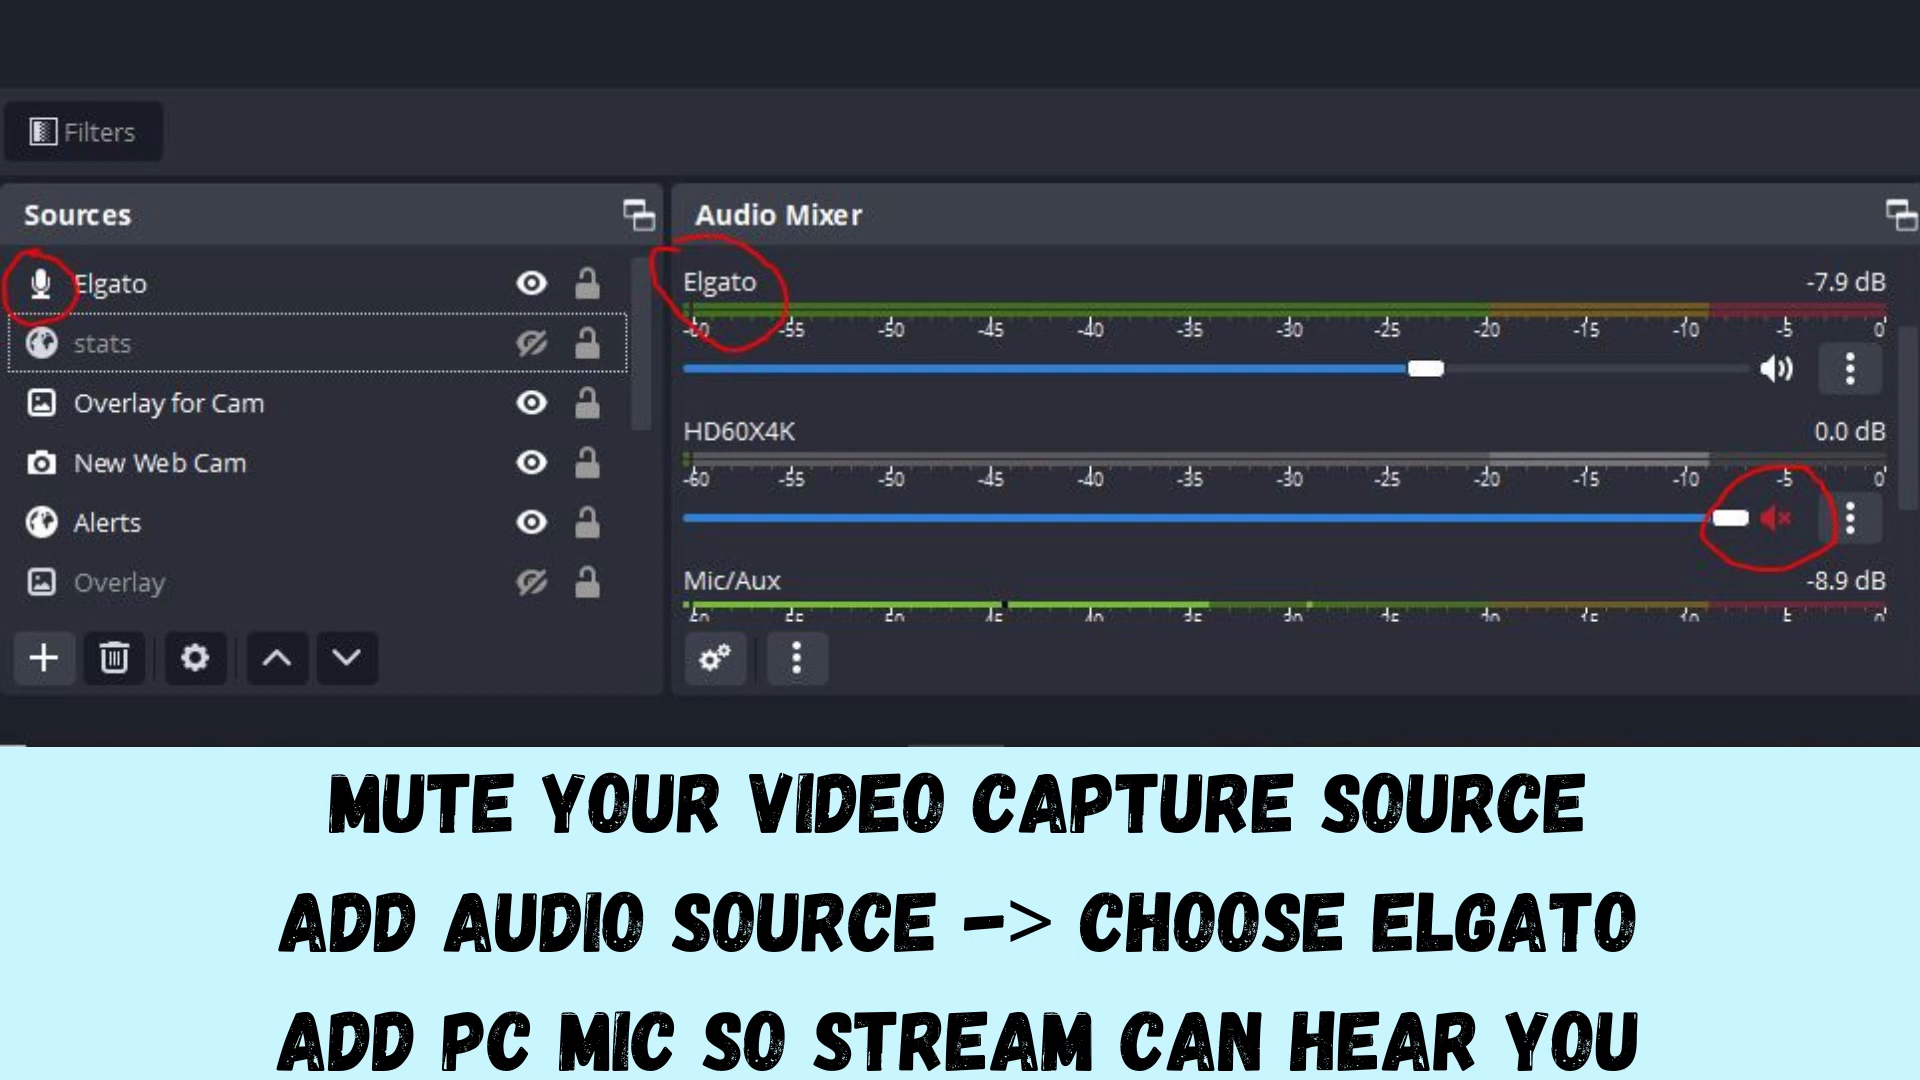 Filters
Sources
Audio Mixer
Elgato
stats
Overlay for Cam
New Web Cam
Alerts
Overlay
Elgato -7.9 dB
-60 -55 -50 -45 -40 -35 -30 -25 -20 -15 -10 -5 0
HD60X4K 0.0 dB
-60 -55 -50 -45 -40 -35 -30 -25 -20 -15 -10 -5 0
Mic/Aux -8.9 dB
MUTE YOUR VIDEO CAPTURE SOURCE
ADD AUDIO SOURCE -> CHOOSE ELGATO
ADD PC MIC SO STREAM CAN HEAR YOU